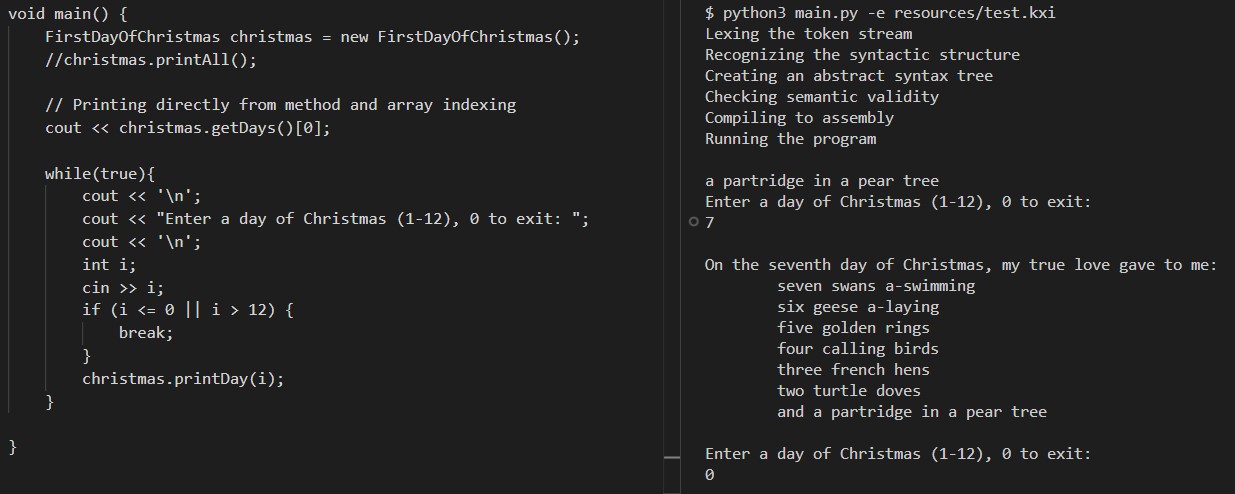 void main() {
FirstDayOfChristmas christmas = new FirstDayOfChristmas();
//christmas.printAll();
// Printing directly from method and array indexing
cout << christmas.getDays()[0];
while(true){
cout << '\n';
cout << "Enter a day of Christmas (1-12), 0 to exit: ";
cout << '\n';
int i;
cin >> i;
if (i <= 0 || i > 12) {
break;
}
christmas.printDay(i);
}
}
$ python3 main.py -e resources/test.kxi
Lexing the token stream
Recognizing the syntactic structure
Creating an abstract syntax tree
Checking semantic validity
Compiling to assembly
Running the program
a partridge in a pear tree
Enter a day of Christmas (1-12), 0 to exit:
7
On the seventh day of Christmas, my true love gave to me:
seven swans a-swimming
six geese a-laying
five golden rings
four calling birds
three french hens
two turtle doves
and a partridge in a pear tree
Enter a day of Christmas (1-12), 0 to exit:
0